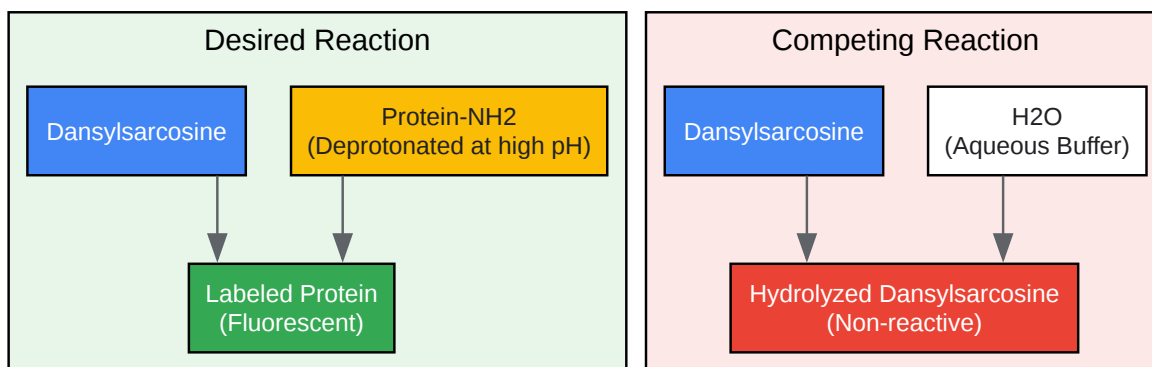 Desired Reaction
Dansylsarcosine
Protein-NH2
(Deprotonated at high pH)
Labeled Protein
(Fluorescent)
Competing Reaction
Dansylsarcosine
H2O
(Aqueous Buffer)
Hydrolyzed Dansylsarcosine
(Non-reactive)